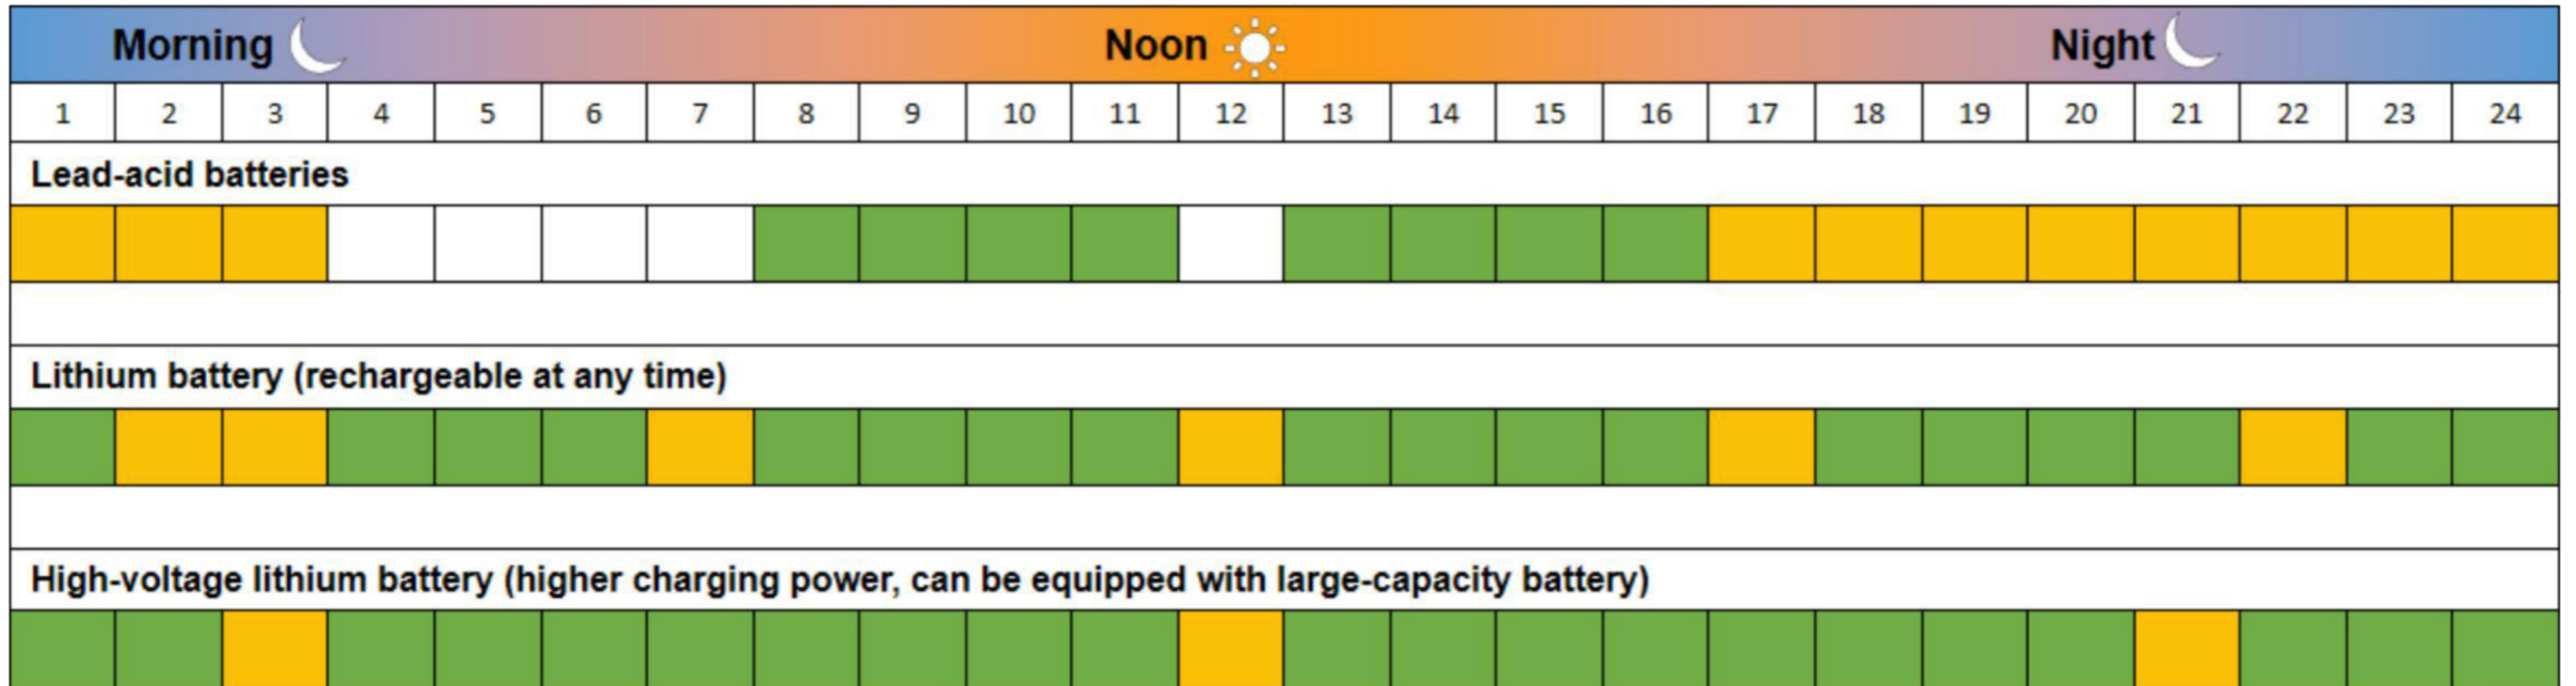 Morning Noon Night
1 2 3 4 5 6 7 8 9 10 11 12 13 14 15 16 17 18 19 20 21 22 23 24
Lead-acid batteries
Lithium battery (rechargeable at any time)
High-voltage lithium battery (higher charging power, can be equipped with large-capacity battery)